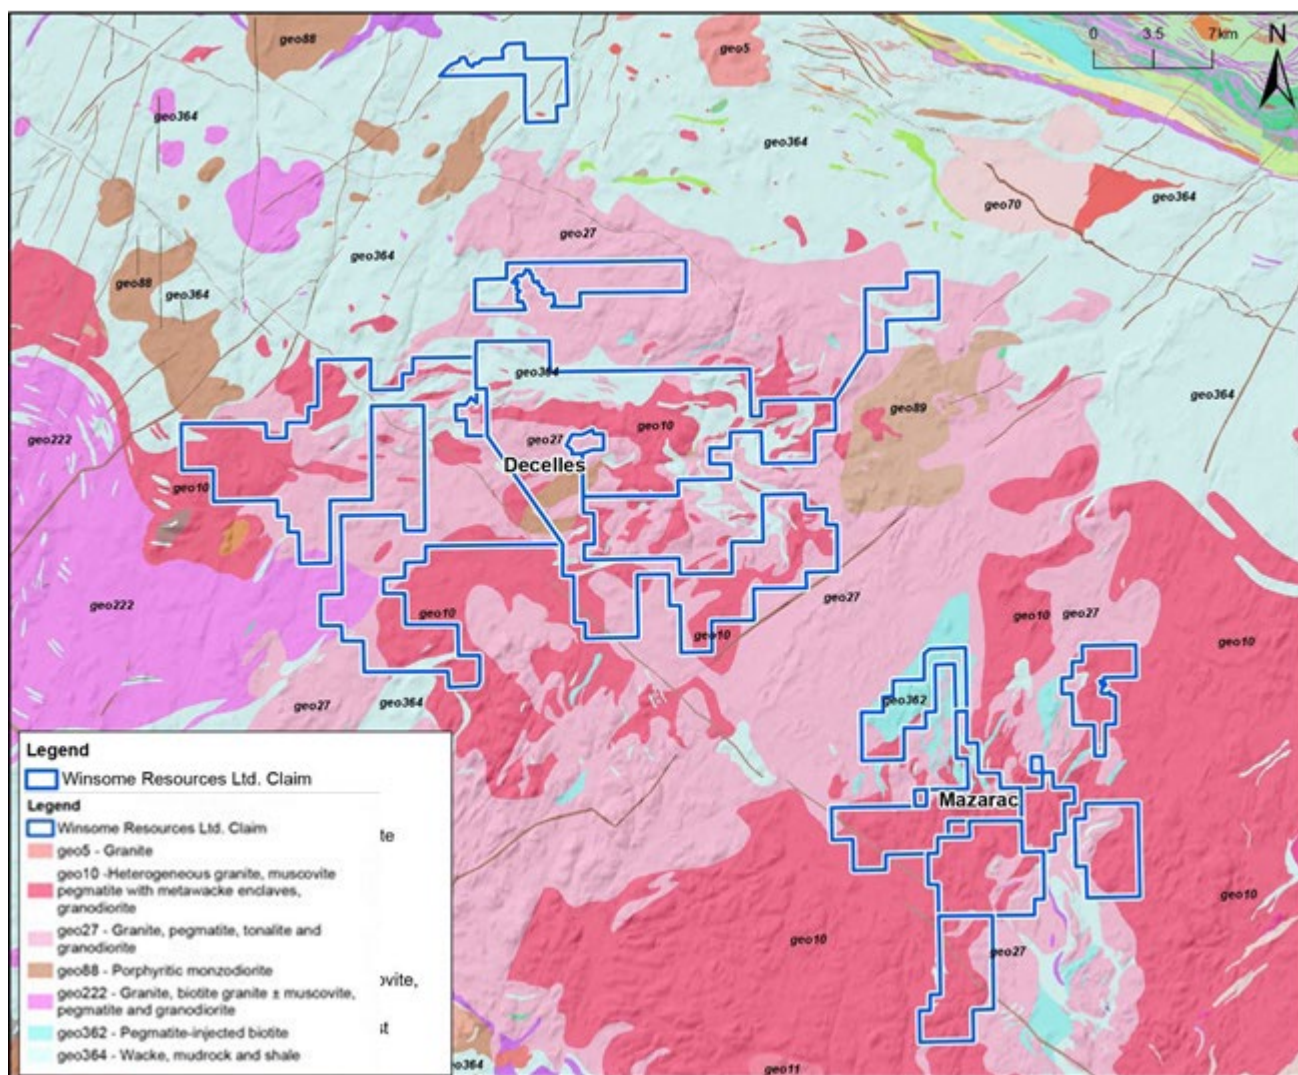 geo88
geo5
0 3.5 7km
N
geo364
geo364
geo70
geo364
geo27
geo364
geo88
geo364
geo364
geo364
geo89
geo222
geo27
geo10
Decelles
geo10
geo222
geo10
geo27
geo10
geo10
geo27
geo10
geo27
geo364
geo362
Mazarac
geo10
geo10
geo27
geo364
geo11
Legend
Winsome Resources Ltd. Claim
Legend
Winsome Resources Ltd. Claim
geo5 - Granite
geo10 -Heterogeneous granite, muscovite
pegmatite with metawacke enclaves,
granodiorite
geo27 - Granite, pegmatite, tonalite and
granodiorite
geo88 - Porphyritic monzodiorite
geo222 - Granite, biotite granite ± muscovite,
pegmatite and granodiorite
geo362 - Pegmatite-injected biotite
geo364 - Wacke, mudrock and shale